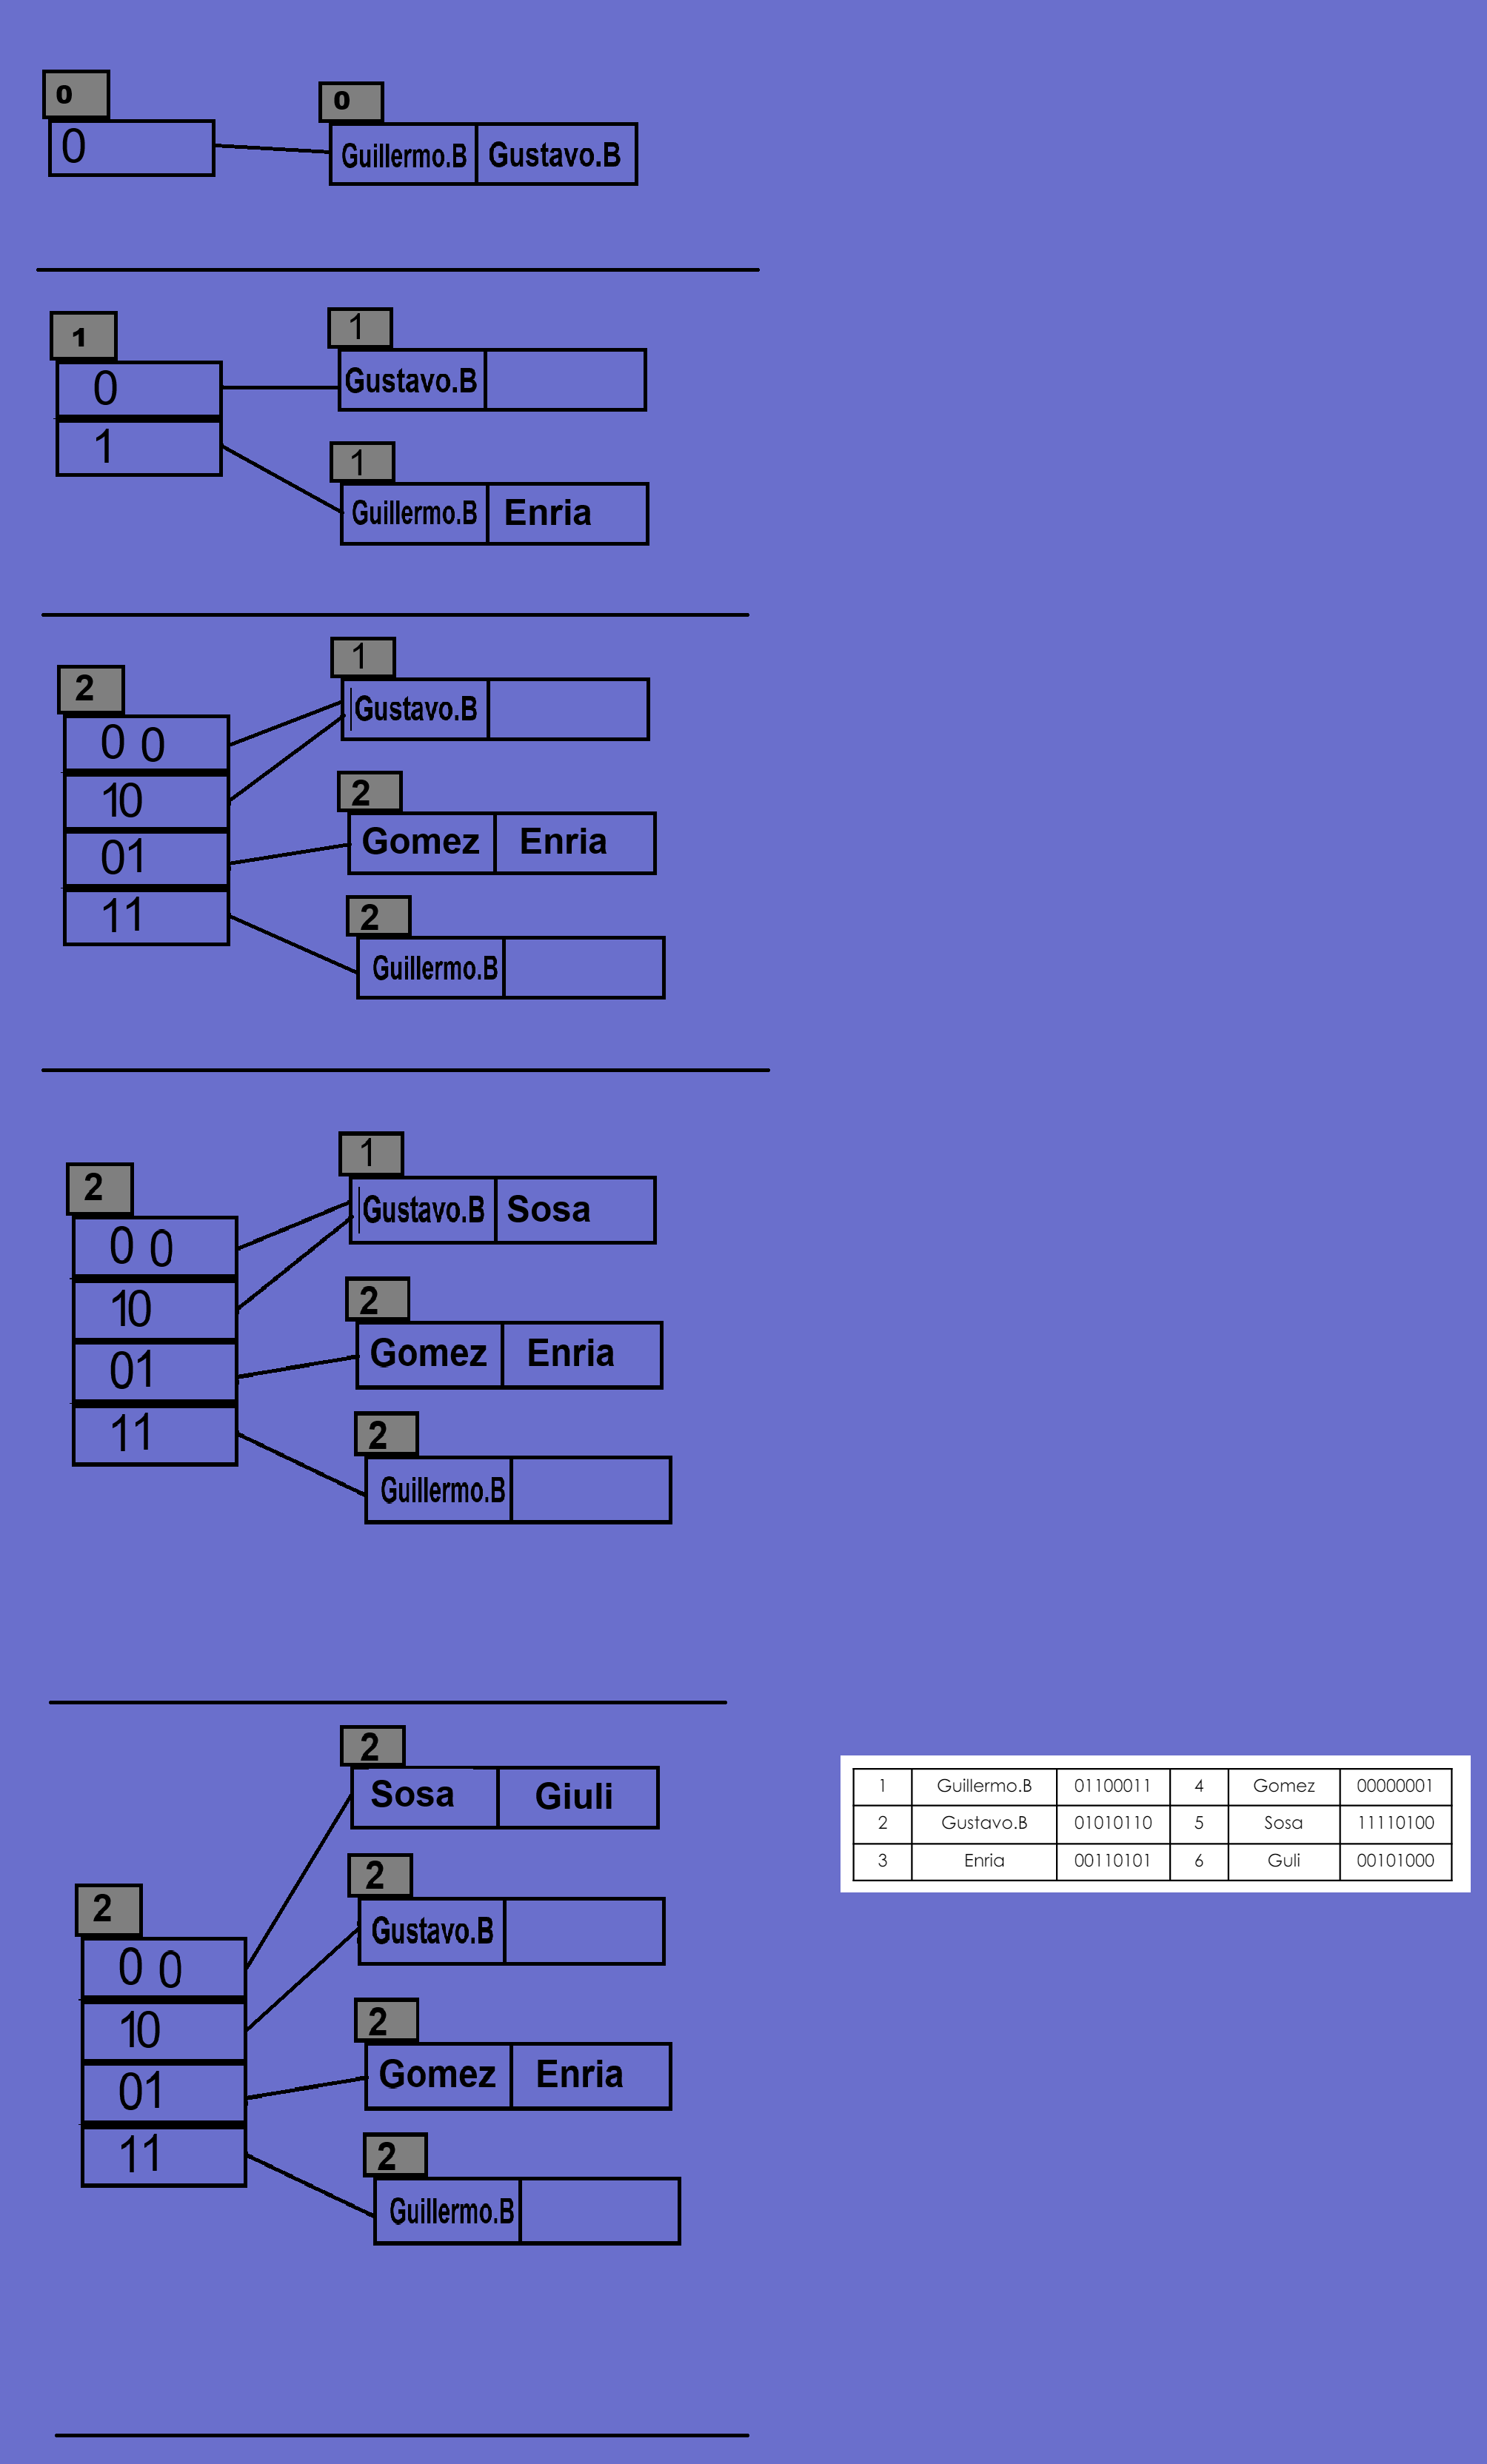 0
0
0
Guillermo.B Gustavo.B
1
1
0
Gustavo.B
1
1
Guillermo.B Enria
1
2
Gustavo.B
0 0
2
10
Gomez Enria
01
2
11
Guillermo.B
1
2
Gustavo.B Sosa
0 0
2
10
Gomez Enria
01
2
11
Guillermo.B
2
Sosa Giuli
2
2
Gustavo.B
0 0
2
10
Gomez Enria
01
2
11
Guillermo.B
1 Guillermo.B 01100011 4 Gomez 00000001
2 Gustavo.B 01010110 5 Sosa 11110100
3 Enria 00110101 6 Guli 00101000